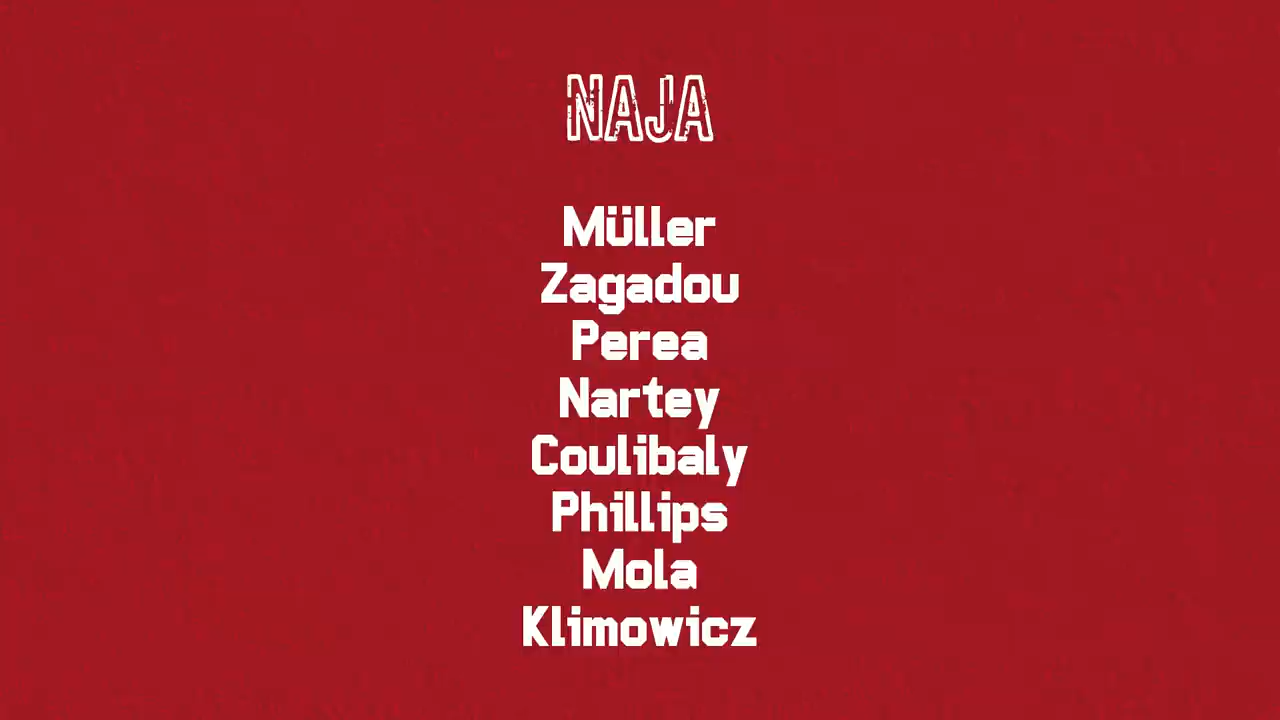 NAJA
Müller
Zagadou
Perea
Nartey
Coulibaly
Phillips
Mola
Klimowicz